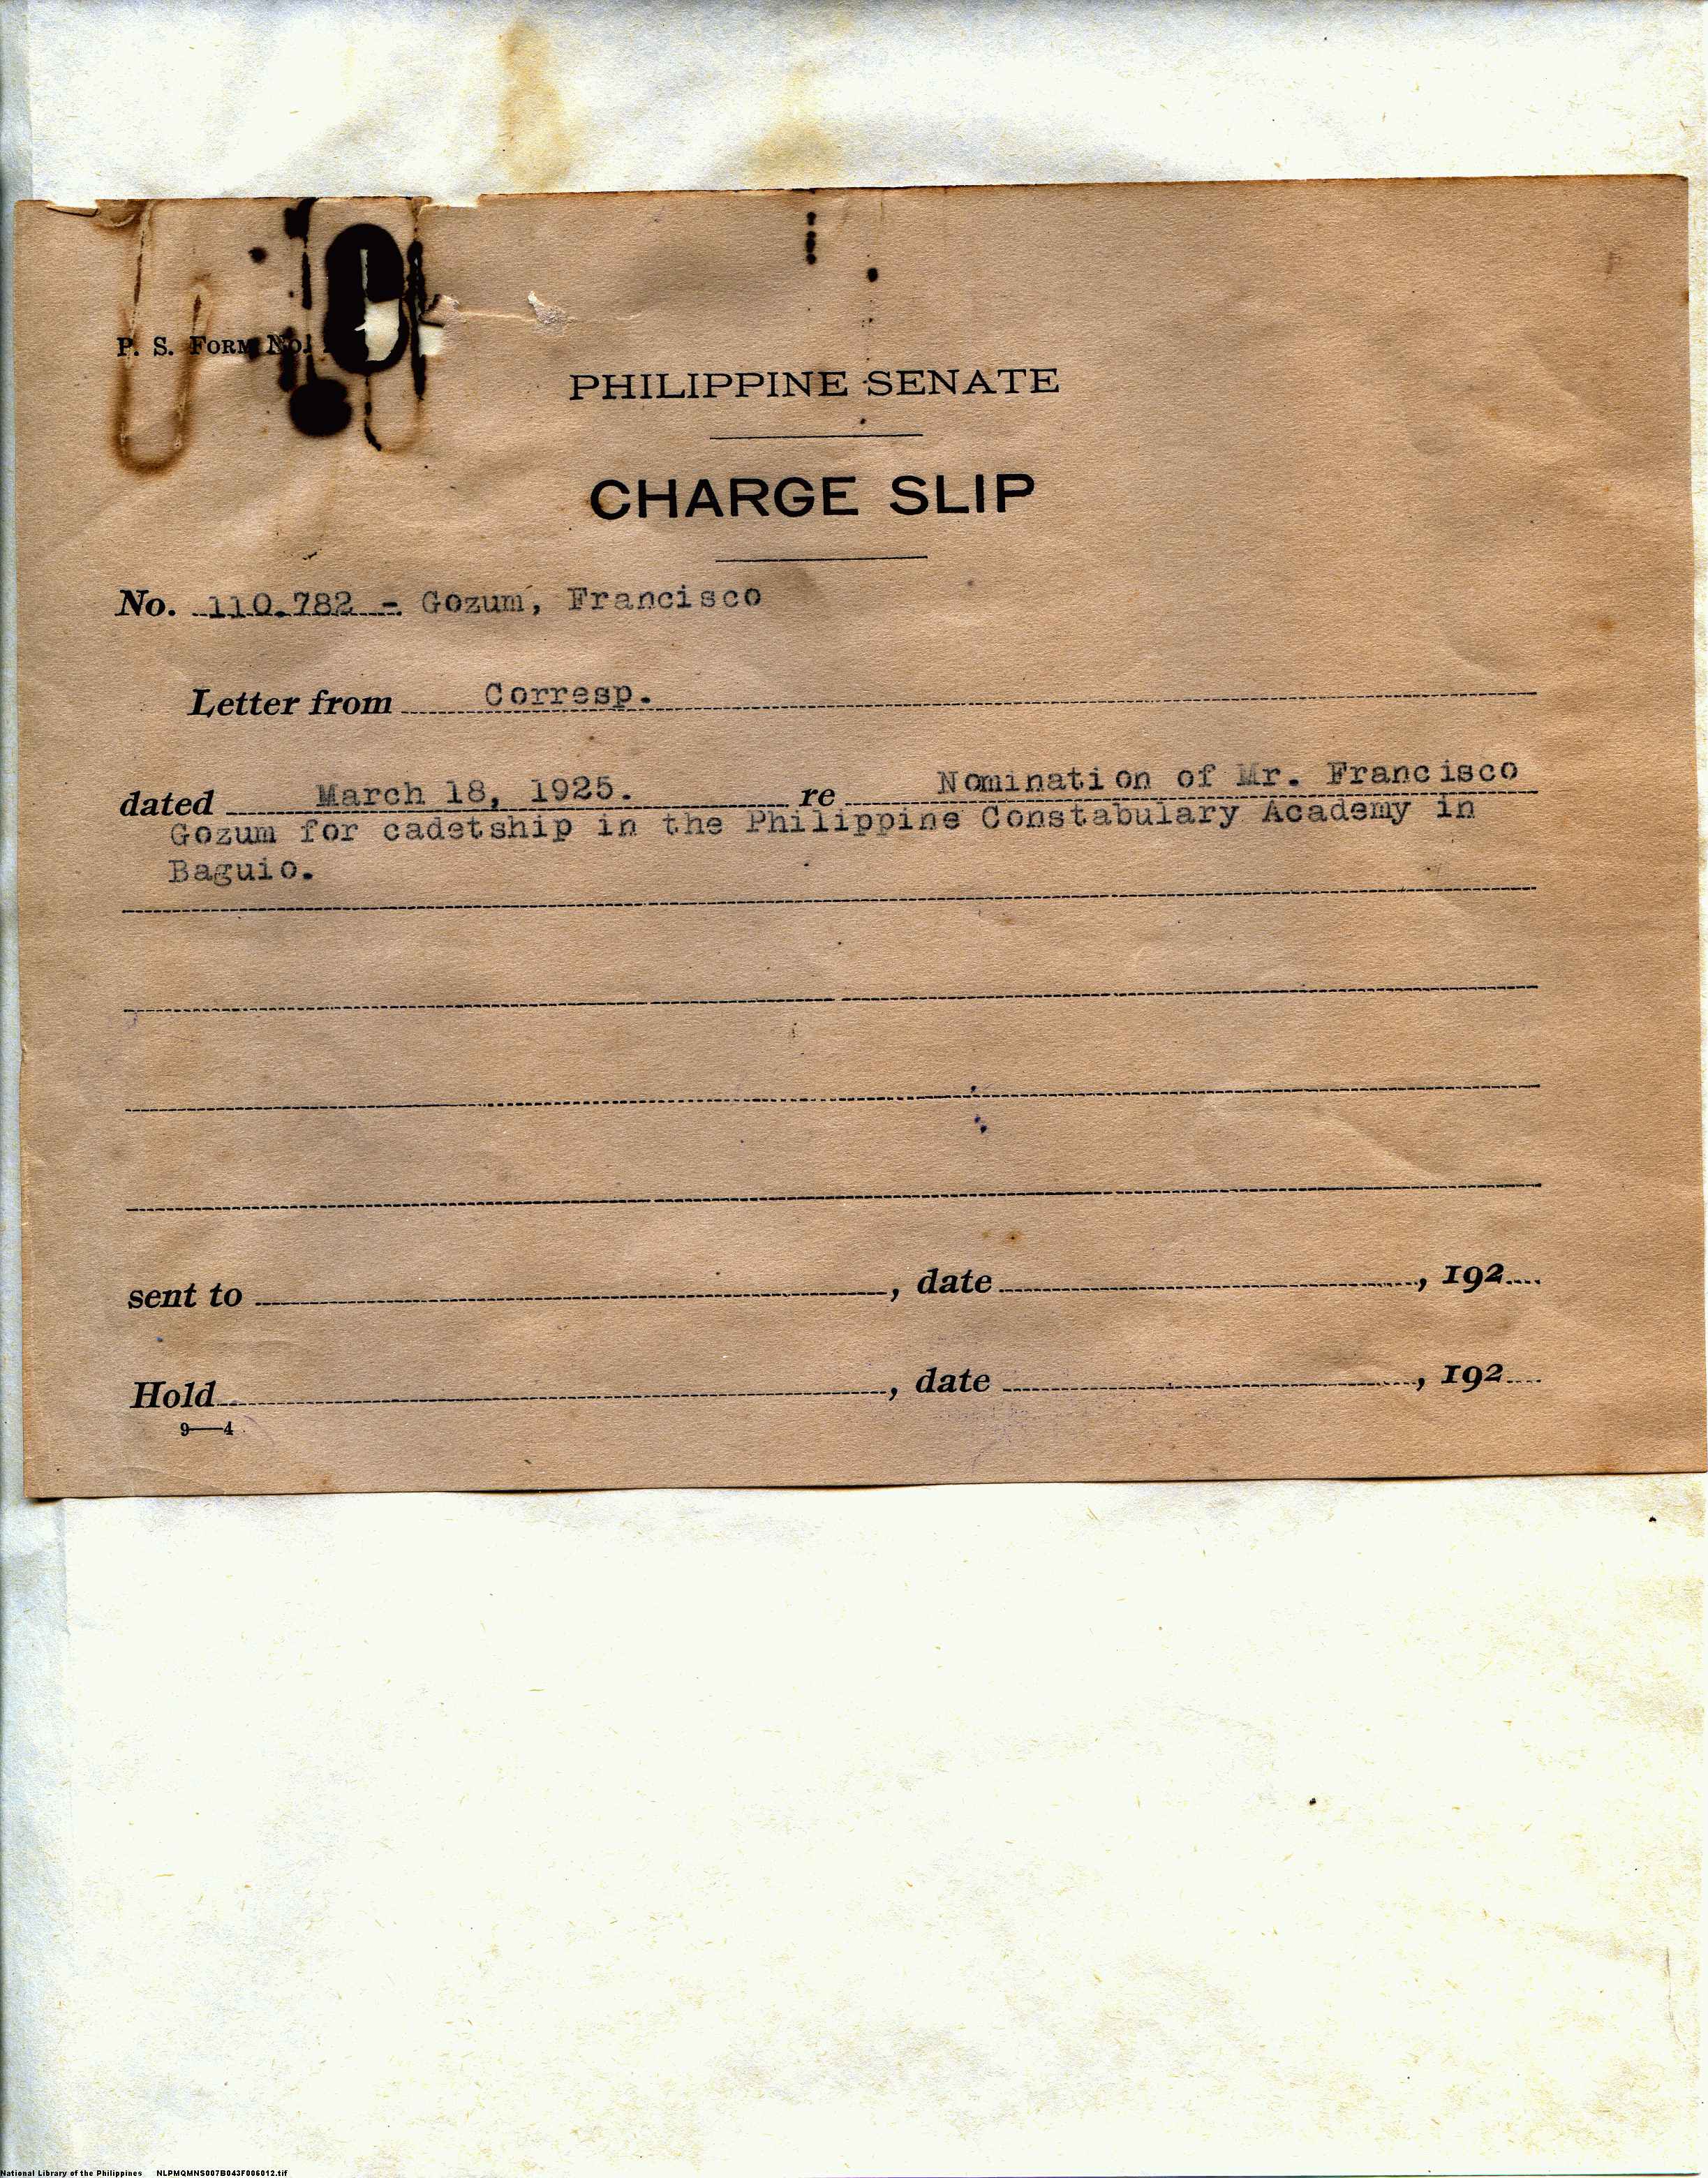 P. S. FORM No.
PHILIPPINE SENATE
CHARGE SLIP
No. 110.782 - Gozum, Francisco
Letter from Corresp.
dated March 18, 1925. re Nomination of Mr. Francisco
Gozum for cadetship in the Philippine Constabulary Academy in
Baguio.
sent to , date , 192
Hold , date , 192
9—4
National Library of the Philippines NLPMQMNS007B043F006012.tif